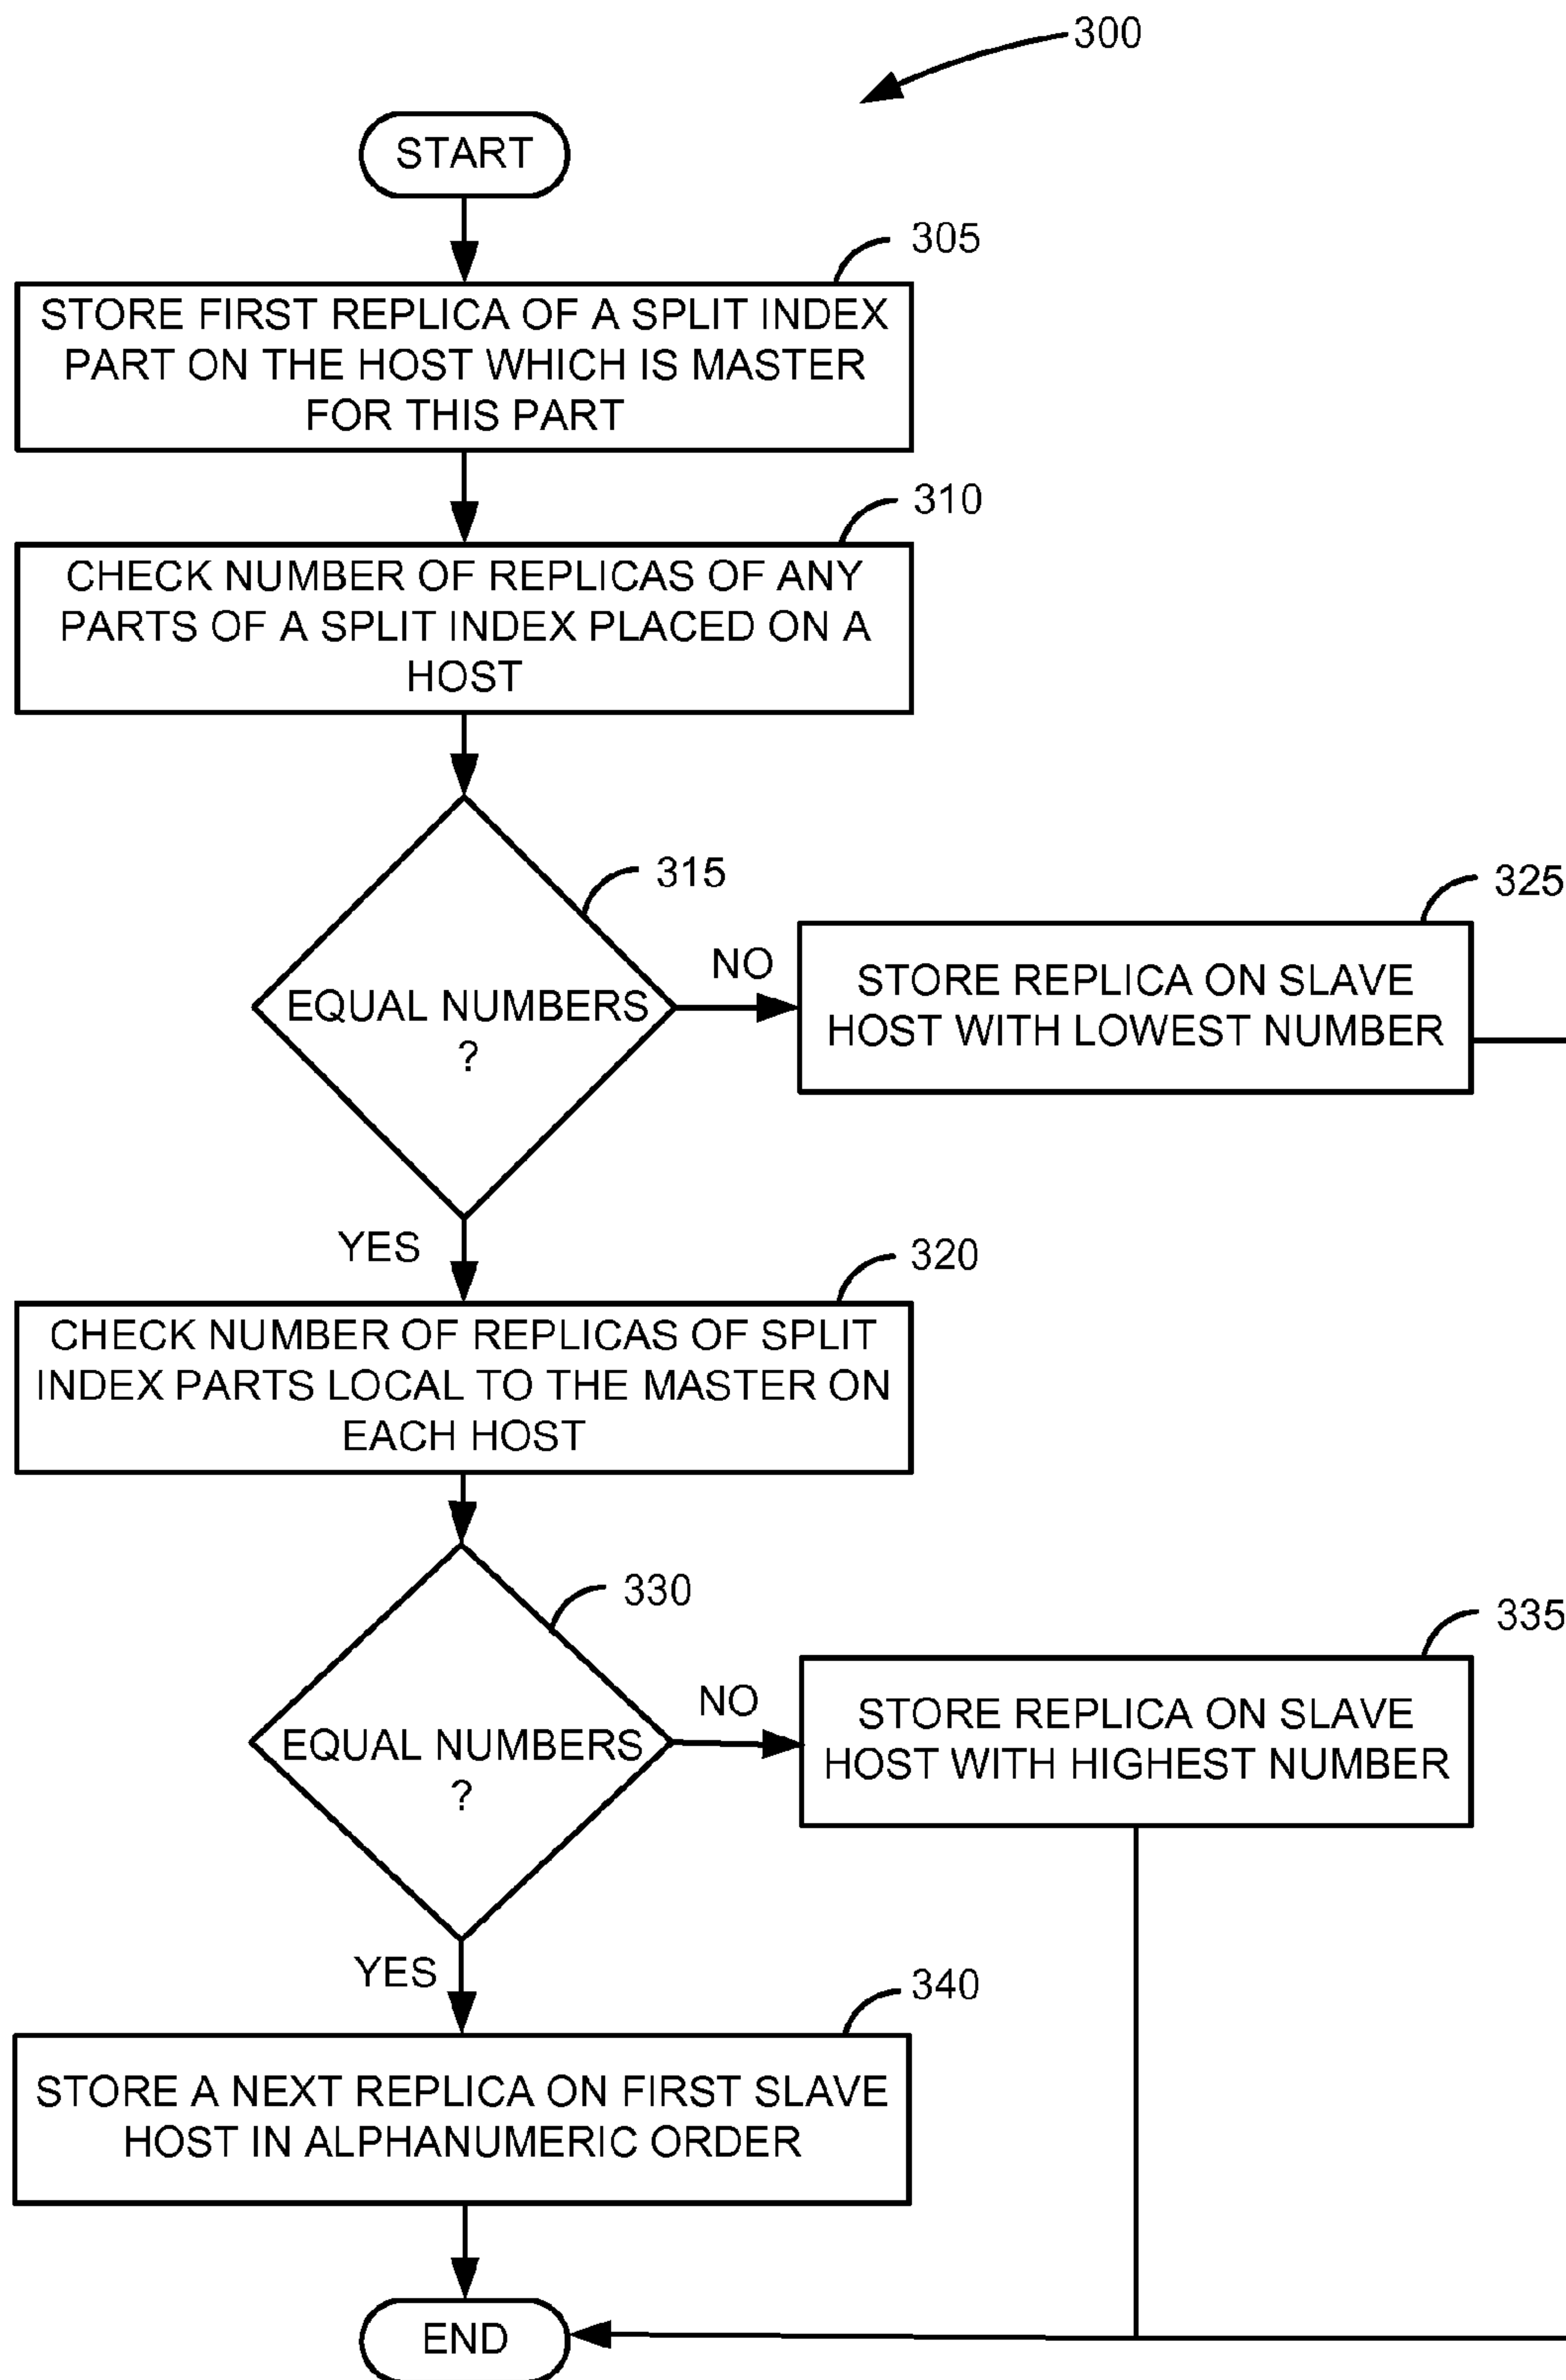 300
START
305
STORE FIRST REPLICA OF A SPLIT INDEX
PART ON THE HOST WHICH IS MASTER
FOR THIS PART
310
CHECK NUMBER OF REPLICAS OF ANY
PARTS OF A SPLIT INDEX PLACED ON A
HOST
315
EQUAL NUMBERS
?
NO
325
STORE REPLICA ON SLAVE
HOST WITH LOWEST NUMBER
YES
320
CHECK NUMBER OF REPLICAS OF SPLIT
INDEX PARTS LOCAL TO THE MASTER ON
EACH HOST
330
EQUAL NUMBERS
?
NO
335
STORE REPLICA ON SLAVE
HOST WITH HIGHEST NUMBER
YES
340
STORE A NEXT REPLICA ON FIRST SLAVE
HOST IN ALPHANUMERIC ORDER
END